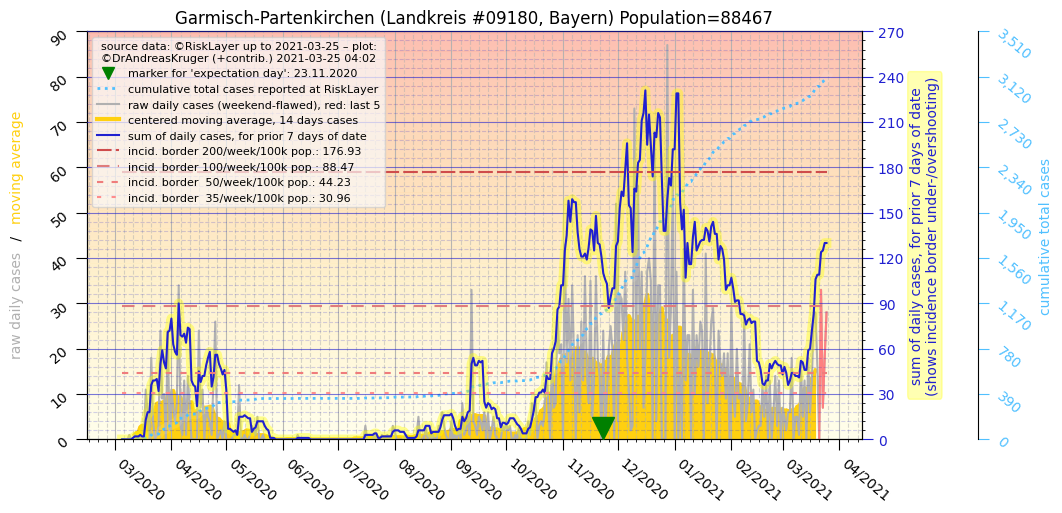 Garmisch-Partenkirchen (Landkreis #09180, Bayern) Population=88467
source data: ©RiskLayer up to 2021-03-25 – plot:
©DrAndreasKruger (+contrib.) 2021-03-25 04:02
marker for 'expectation day': 23.11.2020
cumulative total cases reported at RiskLayer
raw daily cases (weekend-flawed), red: last 5
centered moving average, 14 days cases
sum of daily cases, for prior 7 days of date
incid. border 200/week/100k pop.: 176.93
incid. border 100/week/100k pop.: 88.47
incid. border  50/week/100k pop.: 44.23
incid. border  35/week/100k pop.: 30.96
raw daily cases / moving average
90
80
70
60
50
40
30
20
10
0
03/2020
04/2020
05/2020
06/2020
07/2020
08/2020
09/2020
10/2020
11/2020
12/2020
01/2021
02/2021
03/2021
04/2021
270
240
210
180
150
120
90
60
30
0
sum of daily cases, for prior 7 days of date
(shows incidence border under-/overshooting)
3,510
3,120
2,730
2,340
1,950
1,560
1,170
780
390
0
cumulative total cases